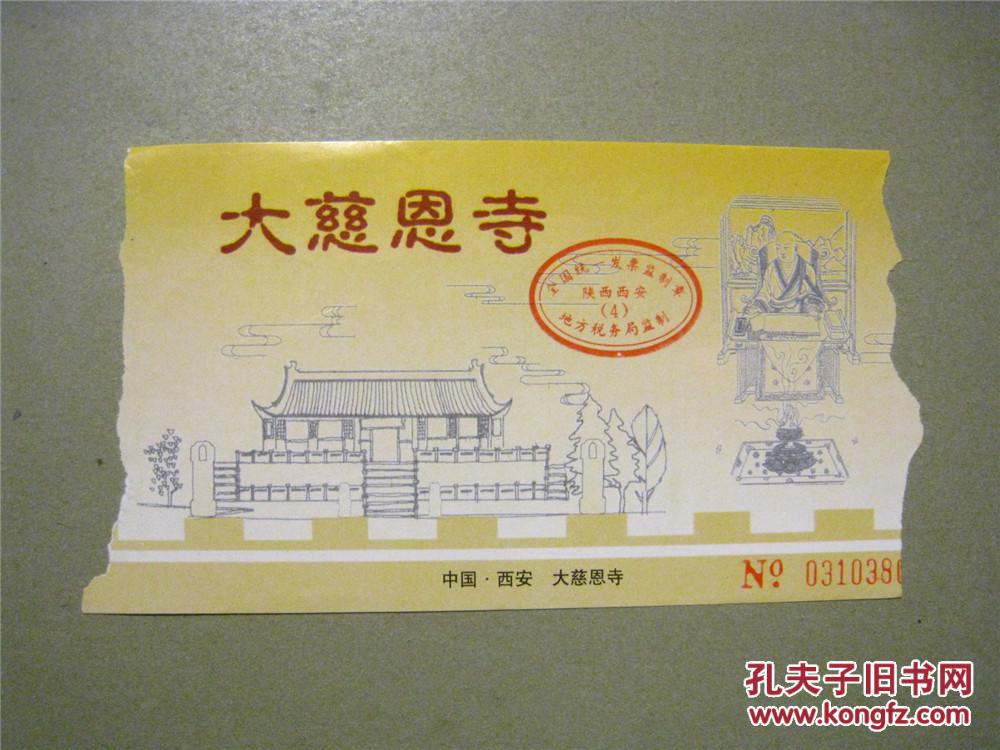 大慈恩寺
全国统一发票监制章
陕西西安
(4)
地方税务局监制
中国·西安 大慈恩寺
Nº 031038
孔夫子旧书网
www.kongfz.com